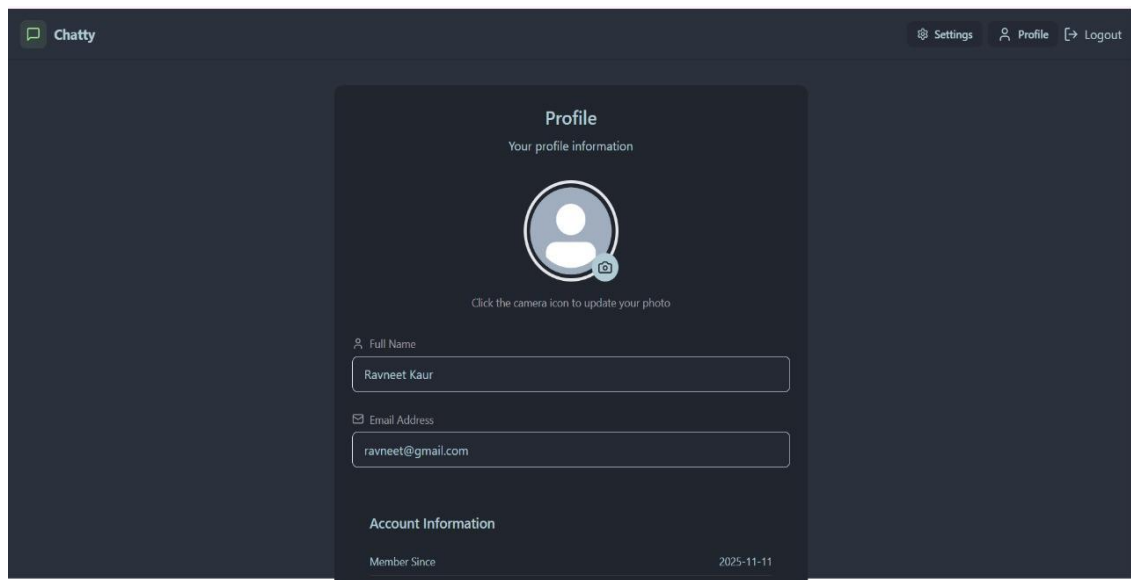 Chatty
Settings Profile Logout
Profile
Your profile information
Click the camera icon to update your photo
Full Name
Ravneet Kaur
Email Address
ravneet@gmail.com
Account Information
Member Since 2025-11-11